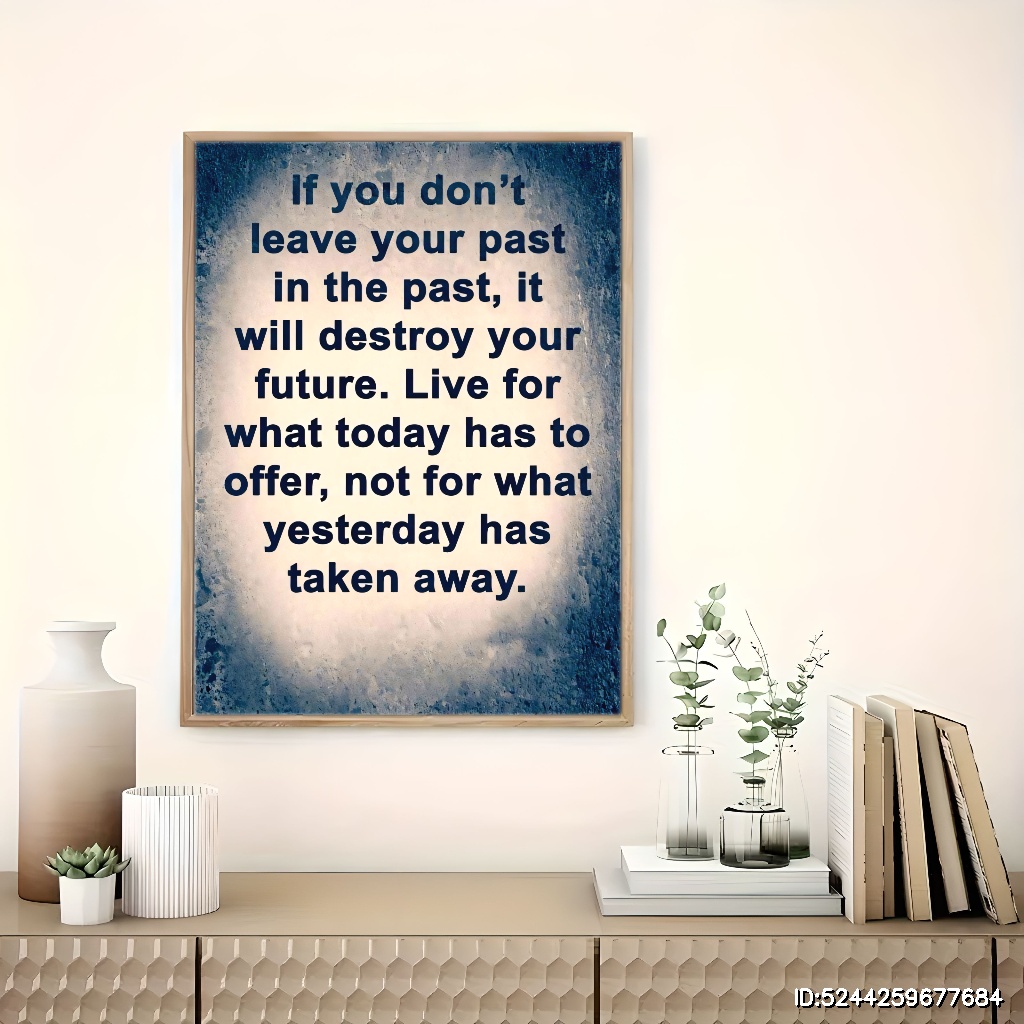 If you don’t
leave your past
in the past, it
will destroy your
future. Live for
what today has to
offer, not for what
yesterday has
taken away.
ID:5244259677684